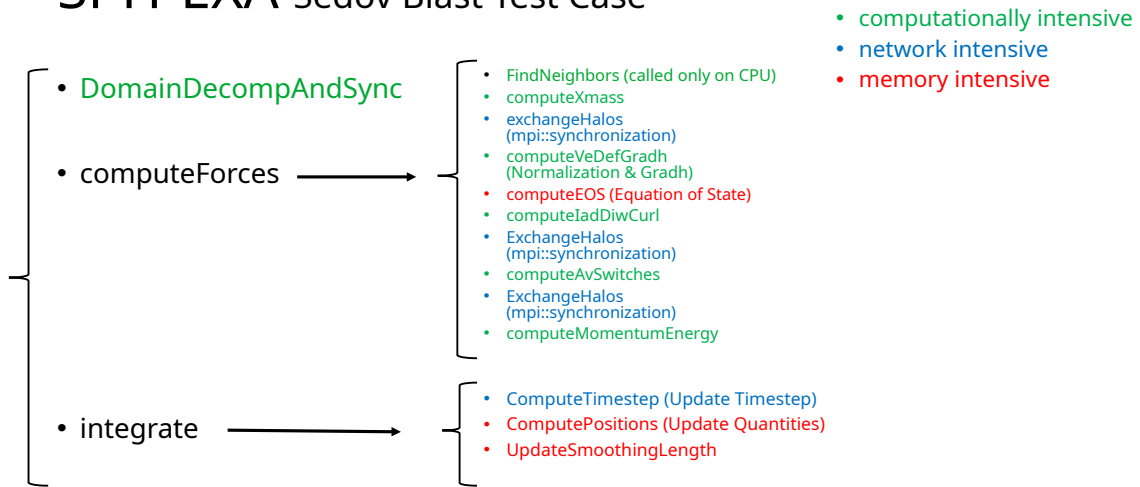 SPH-EXA Sedov Blast Test Case
• computationally intensive
• network intensive
• memory intensive
• DomainDecompAndSync
• computeForces
• FindNeighbors (called only on CPU)
• computeXmass
• exchangeHalos
(mpi::synchronization)
• computeVeDefGradh
(Normalization & Gradh)
• computeEOS (Equation of State)
• computeIadDiwCurl
• ExchangeHalos
(mpi::synchronization)
• computeAvSwitches
• ExchangeHalos
(mpi::synchronization)
• computeMomentumEnergy
• integrate
• ComputeTimestep (Update Timestep)
• ComputePositions (Update Quantities)
• UpdateSmoothingLength